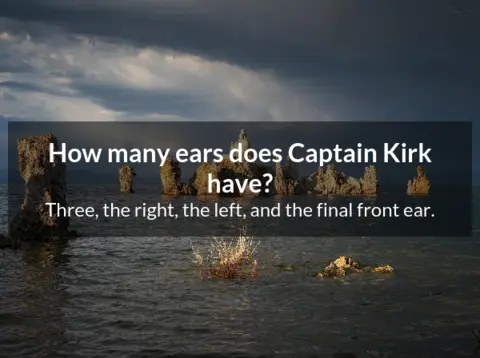 How many ears does Captain Kirk
have?
Three, the right, the left, and the final front ear.